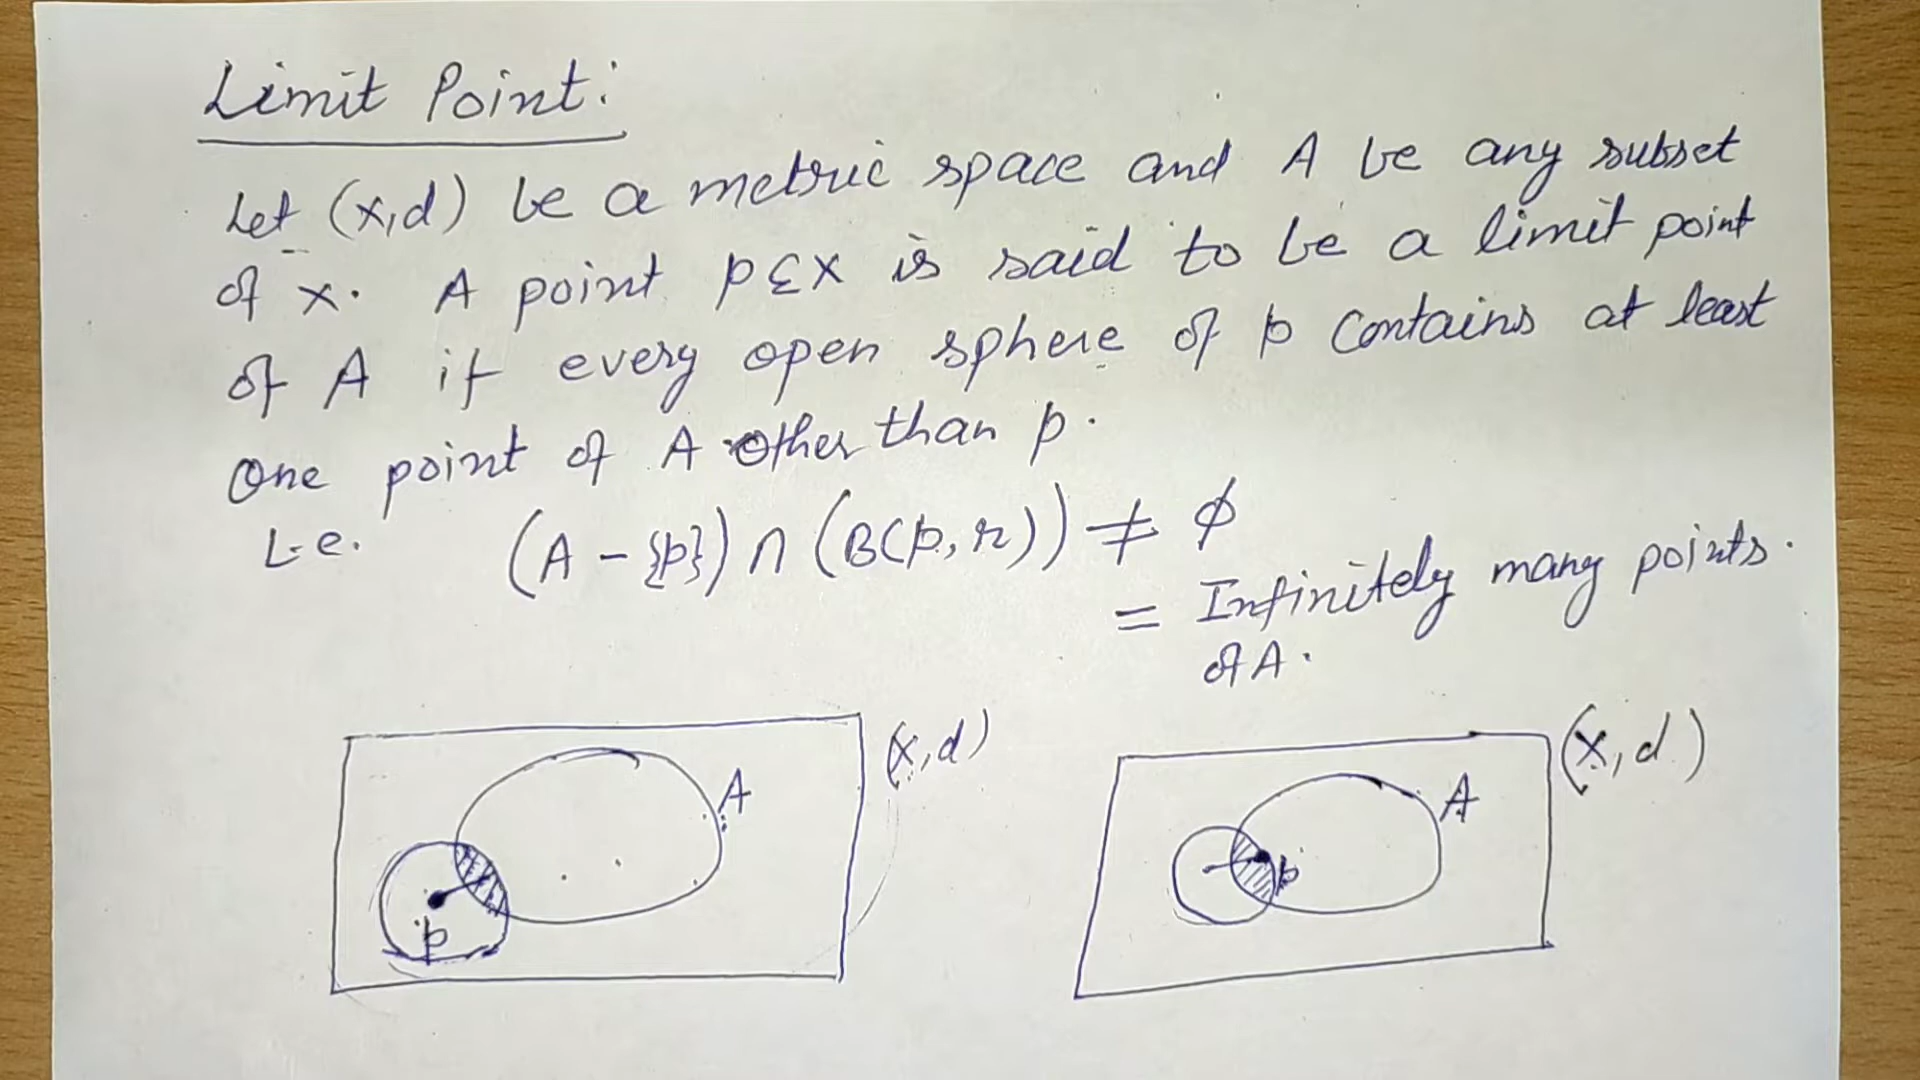 Limit Point:
Let (x,d) be a metric space and A be any subset
of x. A point p∈X is said to be a limit point
of A if every open sphere of p contains at least
One point of A other than p.
i.e. (A - {p}) ∩ (B(p, r)) ≠ φ
= Infinitely many points.
of A.
(x,d)
A
p
(x,d)
A
p